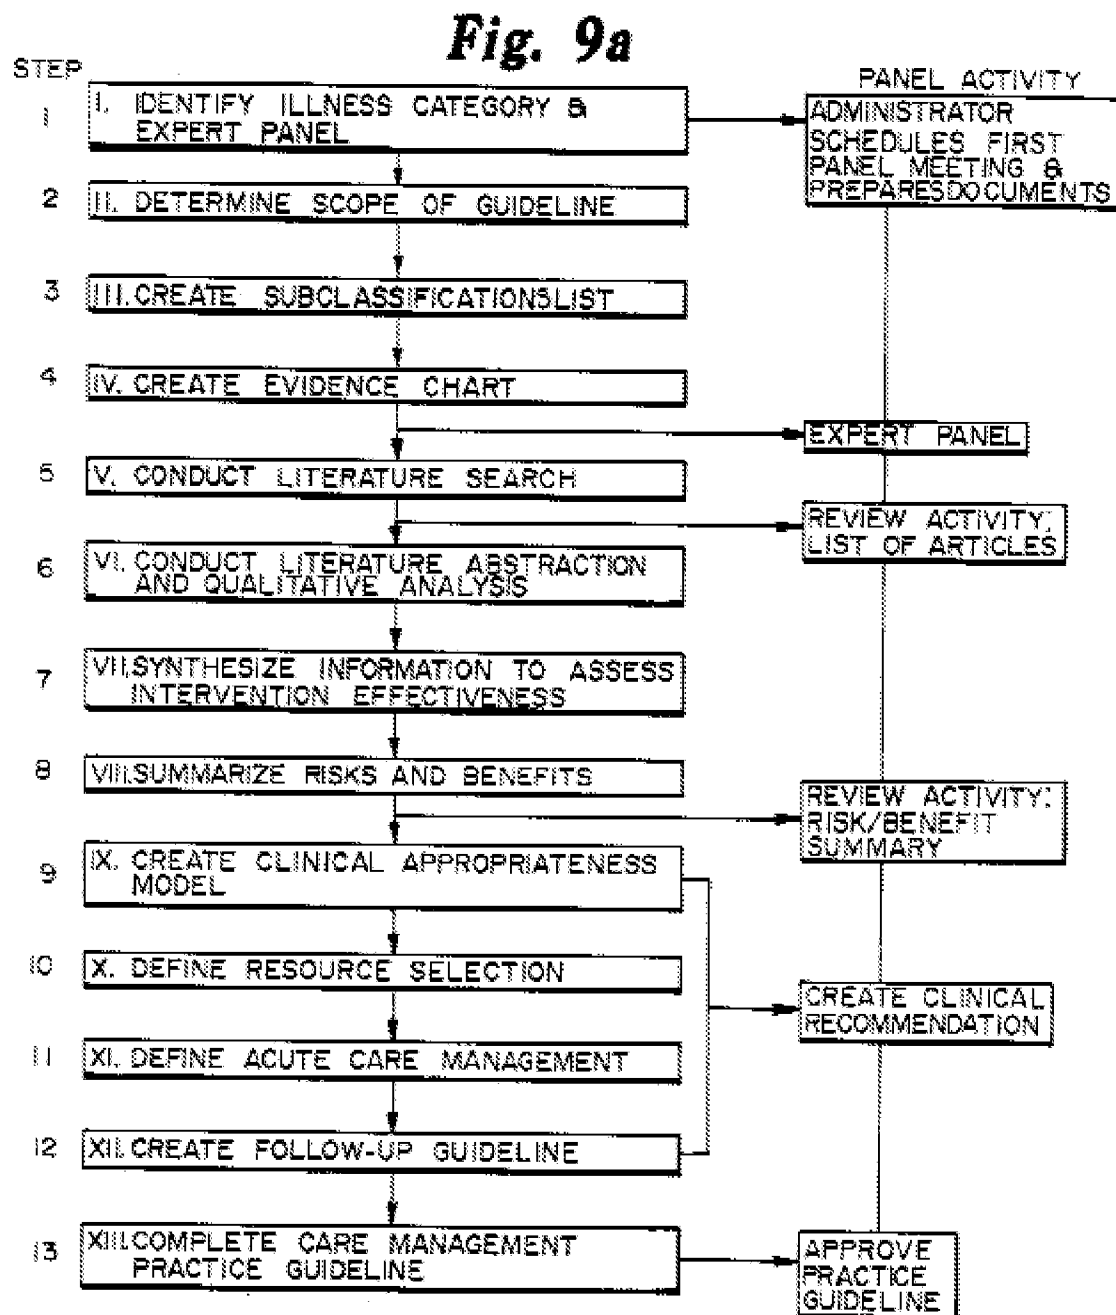 Fig. 9a
STEP
1
I. IDENTIFY ILLNESS CATEGORY &
EXPERT PANEL
2
II. DETERMINE SCOPE OF GUIDELINE
3
III. CREATE SUBCLASSIFICATIONS LIST
4
IV. CREATE EVIDENCE CHART
5
V. CONDUCT LITERATURE SEARCH
6
VI. CONDUCT LITERATURE ABSTRACTION
AND QUALITATIVE ANALYSIS
7
VII. SYNTHESIZE INFORMATION TO ASSESS
INTERVENTION EFFECTIVENESS
8
VIII. SUMMARIZE RISKS AND BENEFITS
9
IX. CREATE CLINICAL APPROPRIATENESS
MODEL
10
X. DEFINE RESOURCE SELECTION
11
XI. DEFINE ACUTE CARE MANAGEMENT
12
XII. CREATE FOLLOW-UP GUIDELINE
13
XIII. COMPLETE CARE MANAGEMENT
PRACTICE GUIDELINE
PANEL ACTIVITY
ADMINISTRATOR
SCHEDULES FIRST
PANEL MEETING &
PREPARES DOCUMENTS
EXPERT PANEL
REVIEW ACTIVITY:
LIST OF ARTICLES
REVIEW ACTIVITY:
RISK/BENEFIT
SUMMARY
CREATE CLINICAL
RECOMMENDATION
APPROVE
PRACTICE
GUIDELINE